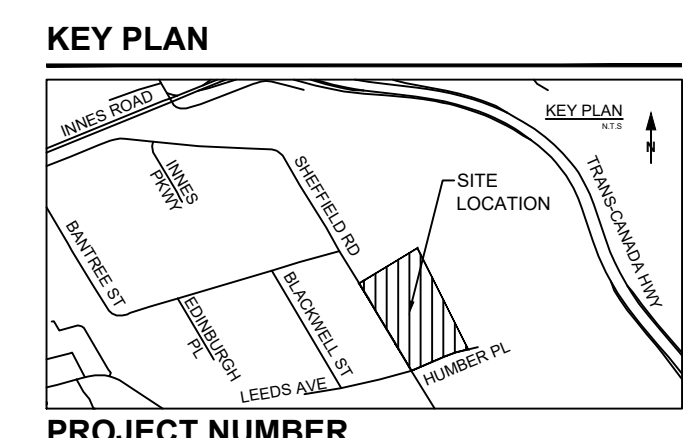 KEY PLAN
INNES ROAD
KEY PLAN
N.T.S
N
INNES
PKWY
SHEFFIELD RD
SITE
LOCATION
TRANS-CANADA HWY
BANTREE ST
EDINBURGH
PL
BLACKWELL ST
LEEDS AVE
HUMBER PL
PROJECT NUMBER